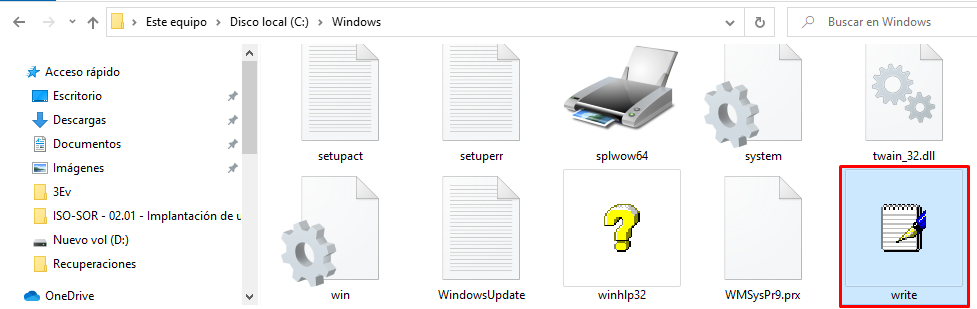 Este equipo > Disco local (C:) > Windows
Buscar en Windows
Acceso rápido
Escritorio
Descargas
Documentos
Imágenes
3Ev
ISO-SOR - 02.01 - Implantación de u
Nuevo vol (D:)
Recuperaciones
OneDrive
setupact
setuperr
splwow64
system
twain_32.dll
win
WindowsUpdate
winhlp32
WMSysPr9.prx
write